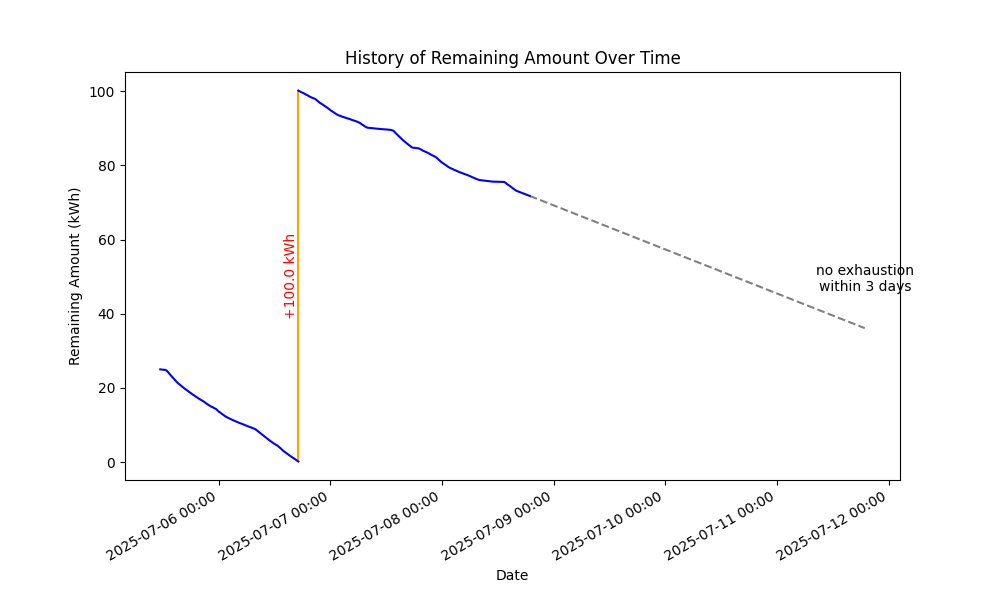 History of Remaining Amount Over Time
Remaining Amount (kWh)
100
80
60
40
20
0
+100.0 kWh
no exhaustion
within 3 days
2025-07-06 00:00
2025-07-07 00:00
2025-07-08 00:00
2025-07-09 00:00
2025-07-10 00:00
2025-07-11 00:00
2025-07-12 00:00
Date